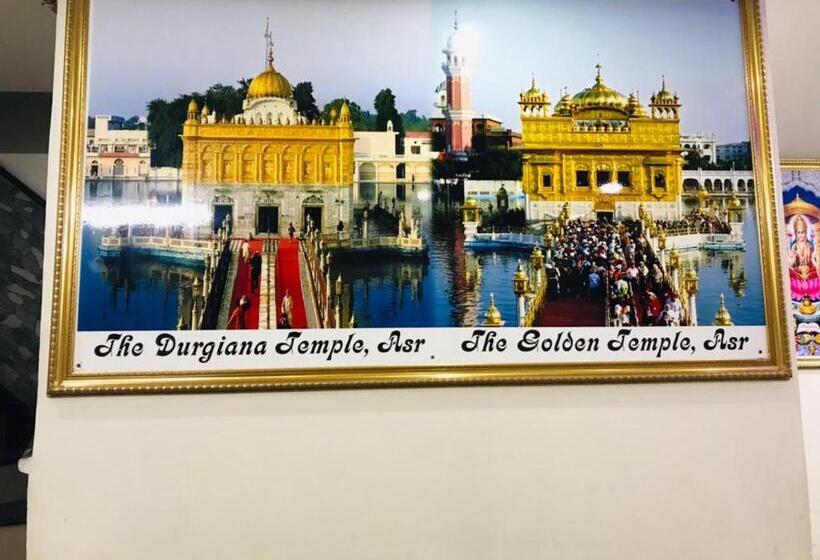 The Durgiana Temple, Asr.
The Golden Temple, Asr